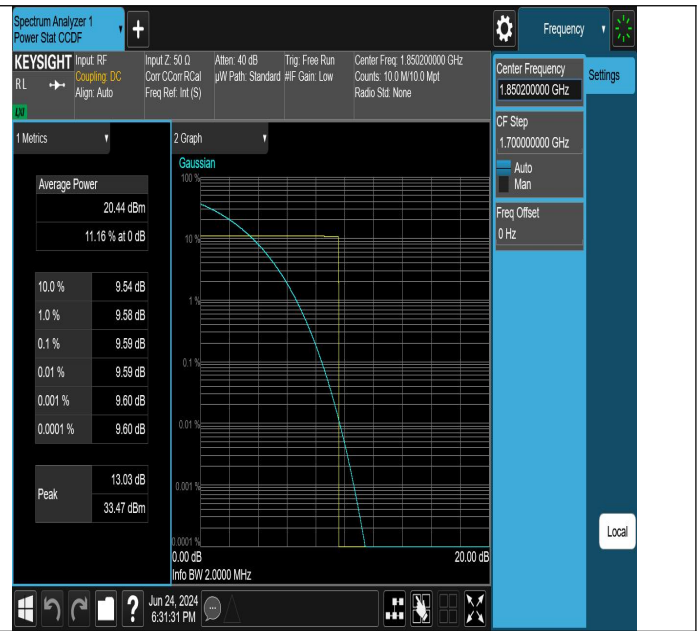 Spectrum Analyzer 1
Power Stat CCDF
+
Frequency
KEYSIGHT
RL
LXI
Input: RF
Coupling: DC
Align: Auto
Input Z: 50 Ω
Corr CCorr RCal
Freq Ref: Int (S)
Atten: 40 dB
µW Path: Standard
Trig: Free Run
#IF Gain: Low
Center Freq: 1.850200000 GHz
Counts: 10.0 M/10.0 Mpt
Radio Std: None
Center Frequency
1.850200000 GHz
Settings
CF Step
1.700000000 GHz
Auto
Man
Freq Offset
0 Hz
1 Metrics
Average Power
20.44 dBm
11.16 % at 0 dB
10.0 % 9.54 dB
1.0 % 9.58 dB
0.1 % 9.59 dB
0.01 % 9.59 dB
0.001 % 9.60 dB
0.0001 % 9.60 dB
Peak
13.03 dB
33.47 dBm
2 Graph
Gaussian
100 %
10 %
1 %
0.1 %
0.01 %
0.001 %
0.0001 %
0.00 dB 20.00 dB
Info BW 2.0000 MHz
Local
?
Jun 24, 2024
6:31:31 PM